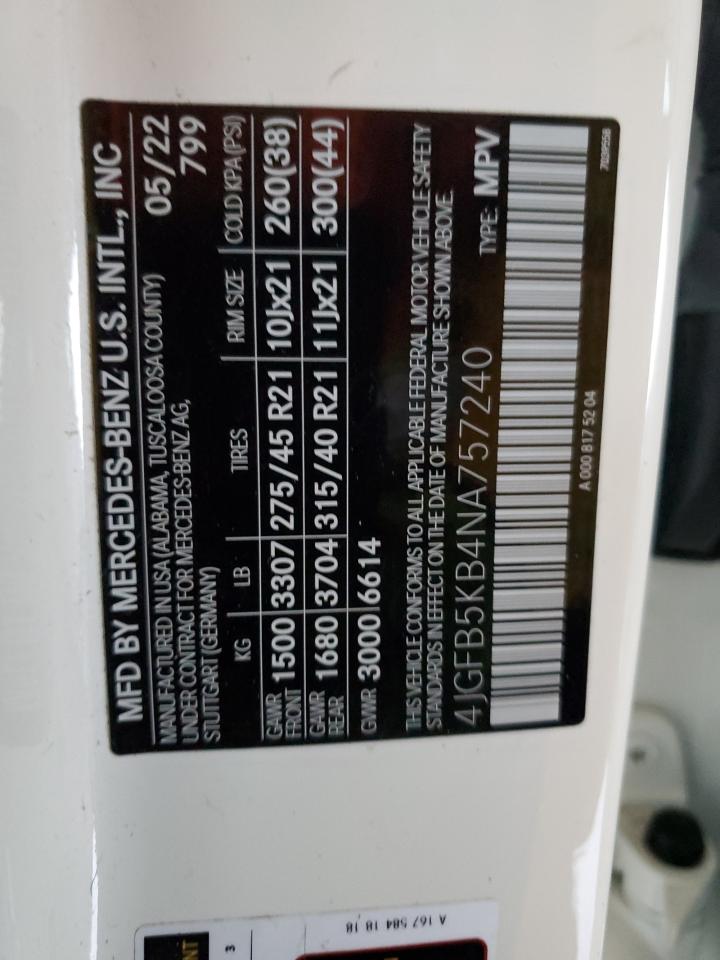 MFD BY MERCEDES-BENZ U.S. INTL., INC
MANUFACTURED IN USA (ALABAMA, TUSCALOOSA COUNTY) 05/22
UNDER CONTRACT FOR MERCEDES-BENZ AG, 799
STUTTGART (GERMANY)
KG LB TIRES RIM SIZE COLD KPA (PSI)
GAWR FRONT 1500 3307 275/45 R21 10Jx21 260(38)
GAWR REAR 1680 3704 315/40 R21 11Jx21 300(44)
GVWR 3000 6614
THIS VEHICLE CONFORMS TO ALL APPLICABLE FEDERAL MOTOR VEHICLE SAFETY
STANDARDS IN EFFECT ON THE DATE OF MANUFACTURE SHOWN ABOVE.
4JGFB5KB4NA757240 TYPE: MPV
A 000 817 52 04
A 167 584 18 18
3